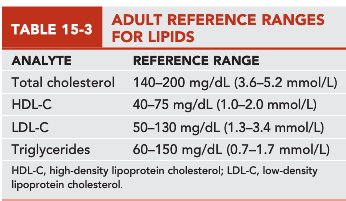 TABLE 15-3
ADULT REFERENCE RANGES
FOR LIPIDS
ANALYTE REFERENCE RANGE
Total cholesterol 140–200 mg/dL (3.6–5.2 mmol/L)
HDL-C 40–75 mg/dL (1.0–2.0 mmol/L)
LDL-C 50–130 mg/dL (1.3–3.4 mmol/L)
Triglycerides 60–150 mg/dL (0.7–1.7 mmol/L)
HDL-C, high-density lipoprotein cholesterol; LDL-C, low-density
lipoprotein cholesterol.